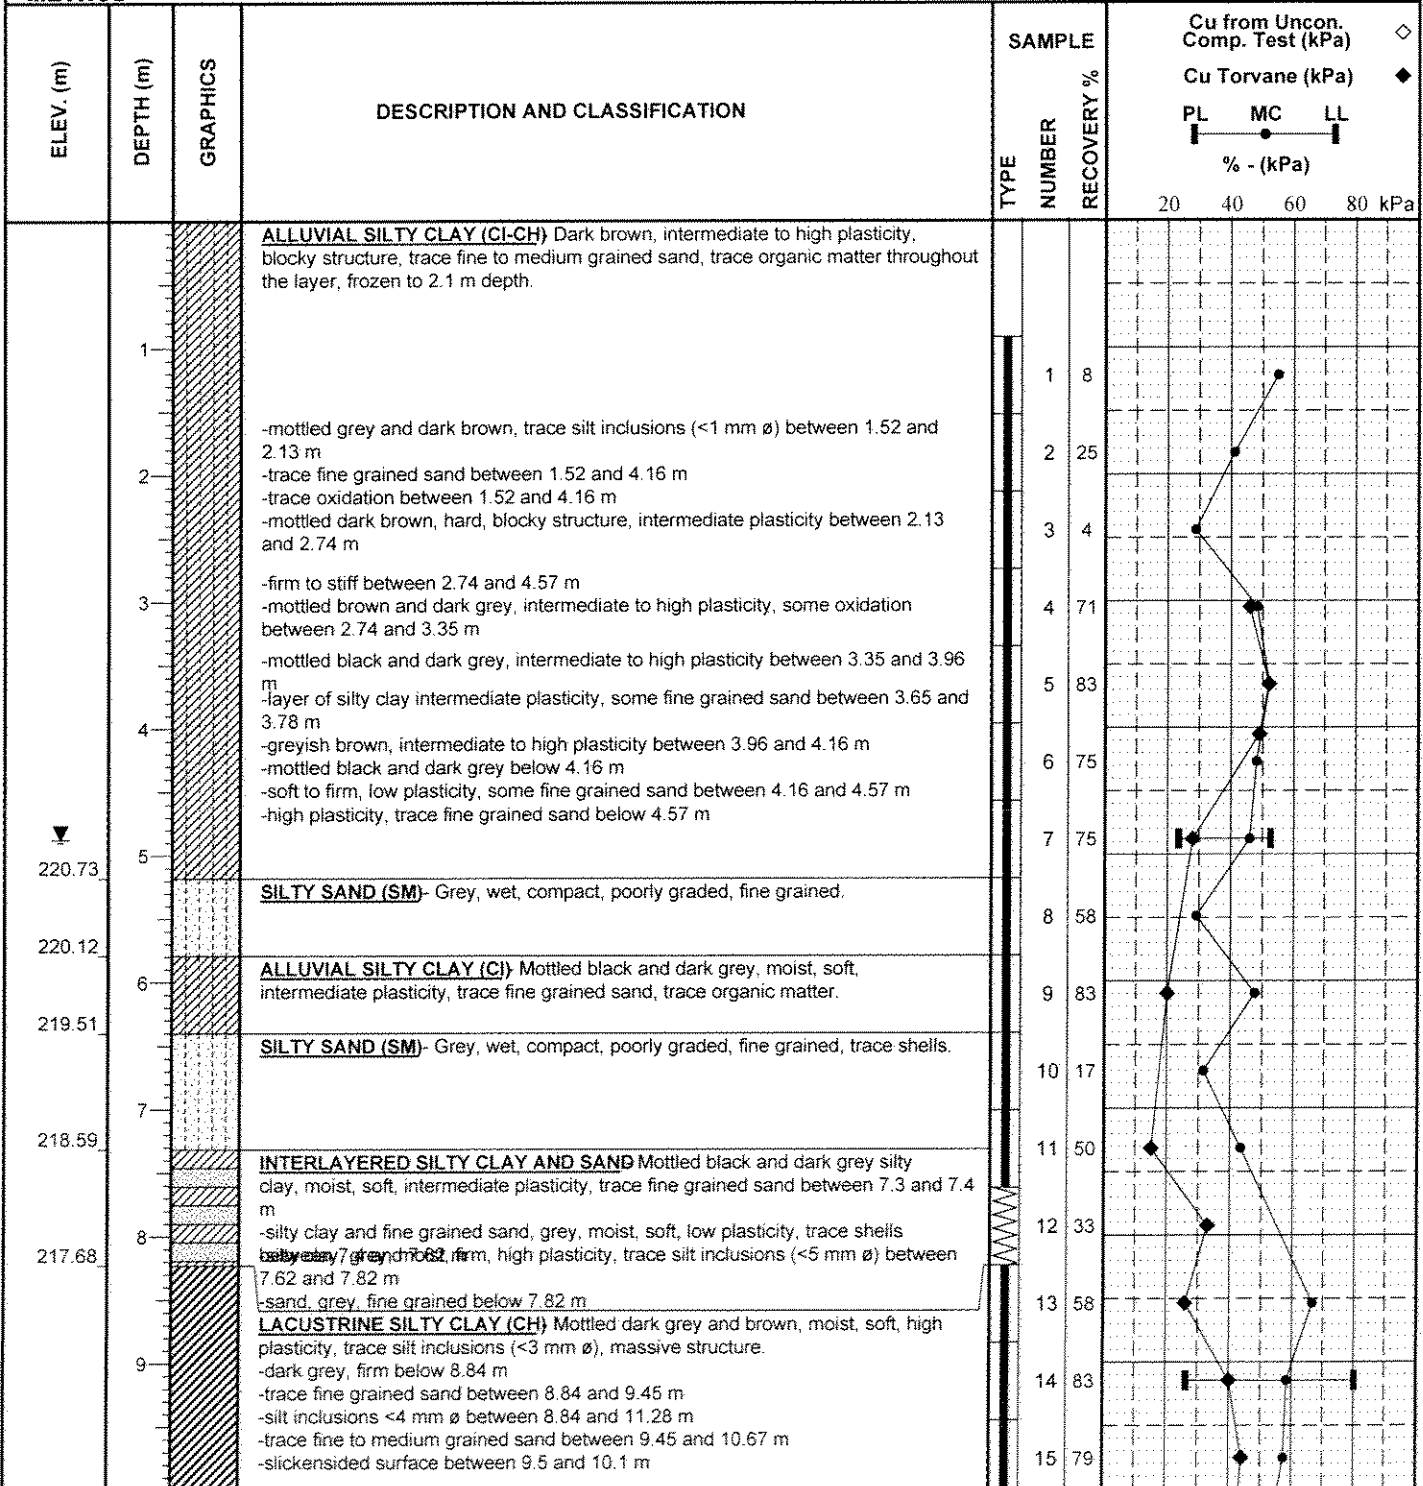 ELEV. (m)
DEPTH (m)
GRAPHICS
DESCRIPTION AND CLASSIFICATION
SAMPLE
TYPE
NUMBER
RECOVERY %
Cu from Uncon.
Comp. Test (kPa) ◇
Cu Torvane (kPa) ◆
PL MC LL
% - (kPa)
20 40 60 80 kPa
ALLUVIAL SILTY CLAY (CI-CH) Dark brown, intermediate to high plasticity,
blocky structure, trace fine to medium grained sand, trace organic matter throughout
the layer, frozen to 2.1 m depth.
1
1 8
-mottled grey and dark brown, trace silt inclusions (<1 mm ø) between 1.52 and
2.13 m
2 25
-trace fine grained sand between 1.52 and 4.16 m
2
-trace oxidation between 1.52 and 4.16 m
-mottled dark brown, hard, blocky structure, intermediate plasticity between 2.13
and 2.74 m
3 4
-firm to stiff between 2.74 and 4.57 m
3
-mottled brown and dark grey, intermediate to high plasticity, some oxidation
between 2.74 and 3.35 m
4 71
-mottled black and dark grey, intermediate to high plasticity between 3.35 and 3.96
m
5 83
-layer of silty clay intermediate plasticity, some fine grained sand between 3.65 and
3.78 m
4
-greyish brown, intermediate to high plasticity between 3.96 and 4.16 m
-mottled black and dark grey below 4.16 m
6 75
-soft to firm, low plasticity, some fine grained sand between 4.16 and 4.57 m
-high plasticity, trace fine grained sand below 4.57 m
7 75
5
220.73
SILTY SAND (SM)- Grey, wet, compact, poorly graded, fine grained.
8 58
220.12
ALLUVIAL SILTY CLAY (CI) Mottled black and dark grey, moist, soft,
6
intermediate plasticity, trace fine grained sand, trace organic matter.
9 83
219.51
SILTY SAND (SM)- Grey, wet, compact, poorly graded, fine grained, trace shells.
10 17
7
218.59
11 50
INTERLAYERED SILTY CLAY AND SAND Mottled black and dark grey silty
clay, moist, soft, intermediate plasticity, trace fine grained sand between 7.3 and 7.4
m
12 33
-silty clay and fine grained sand, grey, moist, soft, low plasticity, trace shells
8
217.68
firm, high plasticity, trace silt inclusions (<5 mm ø) between
7.62 and 7.82 m
-sand, grey, fine grained below 7.82 m
13 58
LACUSTRINE SILTY CLAY (CH) Mottled dark grey and brown, moist, soft, high
plasticity, trace silt inclusions (<3 mm ø), massive structure.
9
-dark grey, firm below 8.84 m
14 83
-trace fine grained sand between 8.84 and 9.45 m
-silt inclusions <4 mm ø between 8.84 and 11.28 m
-trace fine to medium grained sand between 9.45 and 10.67 m
-slickensided surface between 9.5 and 10.1 m
15 79